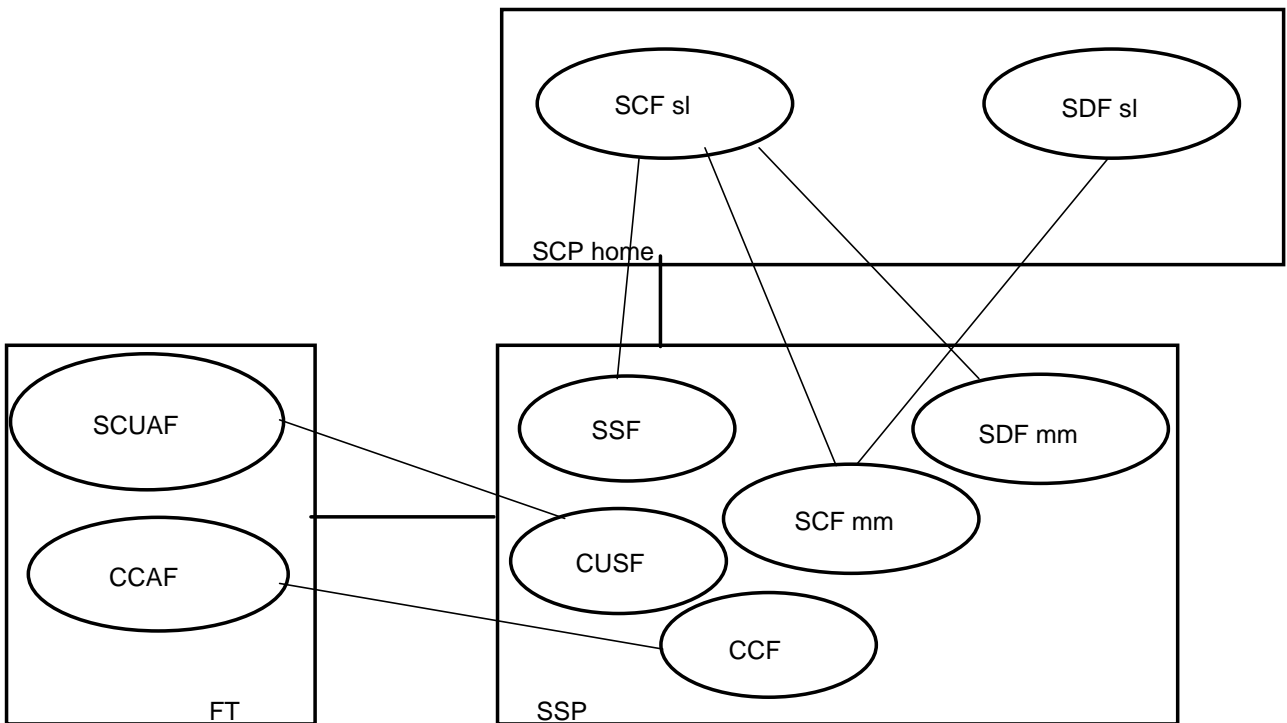 SCF sl
SDF sl
SCP home
SCUAF
SSF
SDF mm
SCF mm
CUSF
CCAF
CCF
FT
SSP